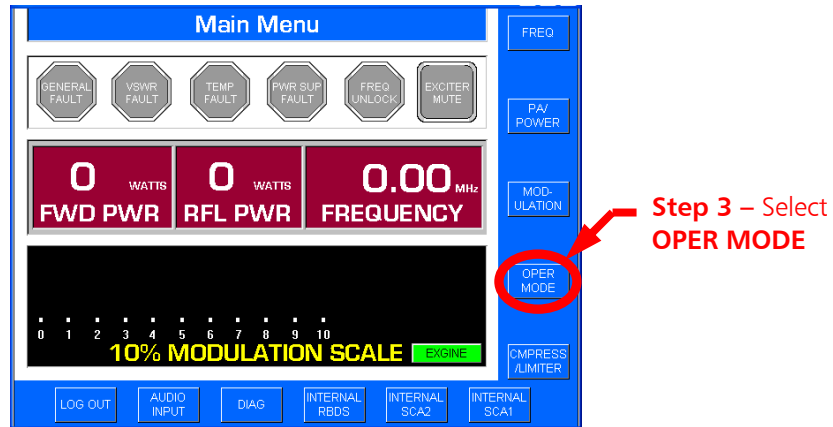 Main Menu
FREQ
GENERAL
FAULT
VSWR
FAULT
TEMP
FAULT
PWR SUP
FAULT
FREQ
UNLOCK
EXCITER
MUTE
PA/
POWER
0 WATTS
FWD PWR
0 WATTS
RFL PWR
0.00 MHz
FREQUENCY
MOD-
ULATION
Step 3 – Select
OPER MODE
OPER
MODE
0 1 2 3 4 5 6 7 8 9 10
10% MODULATION SCALE
EXGINE
CMPRESS
/LIMITER
LOG OUT
AUDIO
INPUT
DIAG
INTERNAL
RBDS
INTERNAL
SCA2
INTERNAL
SCA1